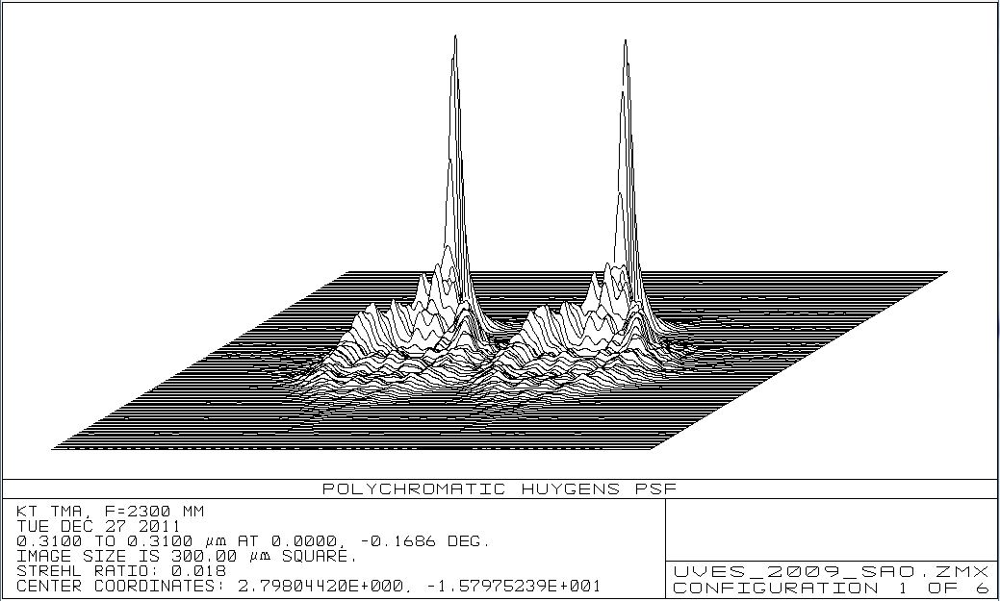 POLYCHROMATIC HUYGENS PSF
KT TMA, F=2300 MM
TUE DEC 27 2011
0.3100 TO 0.3100 µm AT 0.0000, -0.1686 DEG.
IMAGE SIZE IS 300.00 µm SQUARE.
STREHL RATIO: 0.018
CENTER COORDINATES: 2.79804420E+000, -1.57975239E+001
UVES_2009_SAO.ZMX
CONFIGURATION 1 OF 6